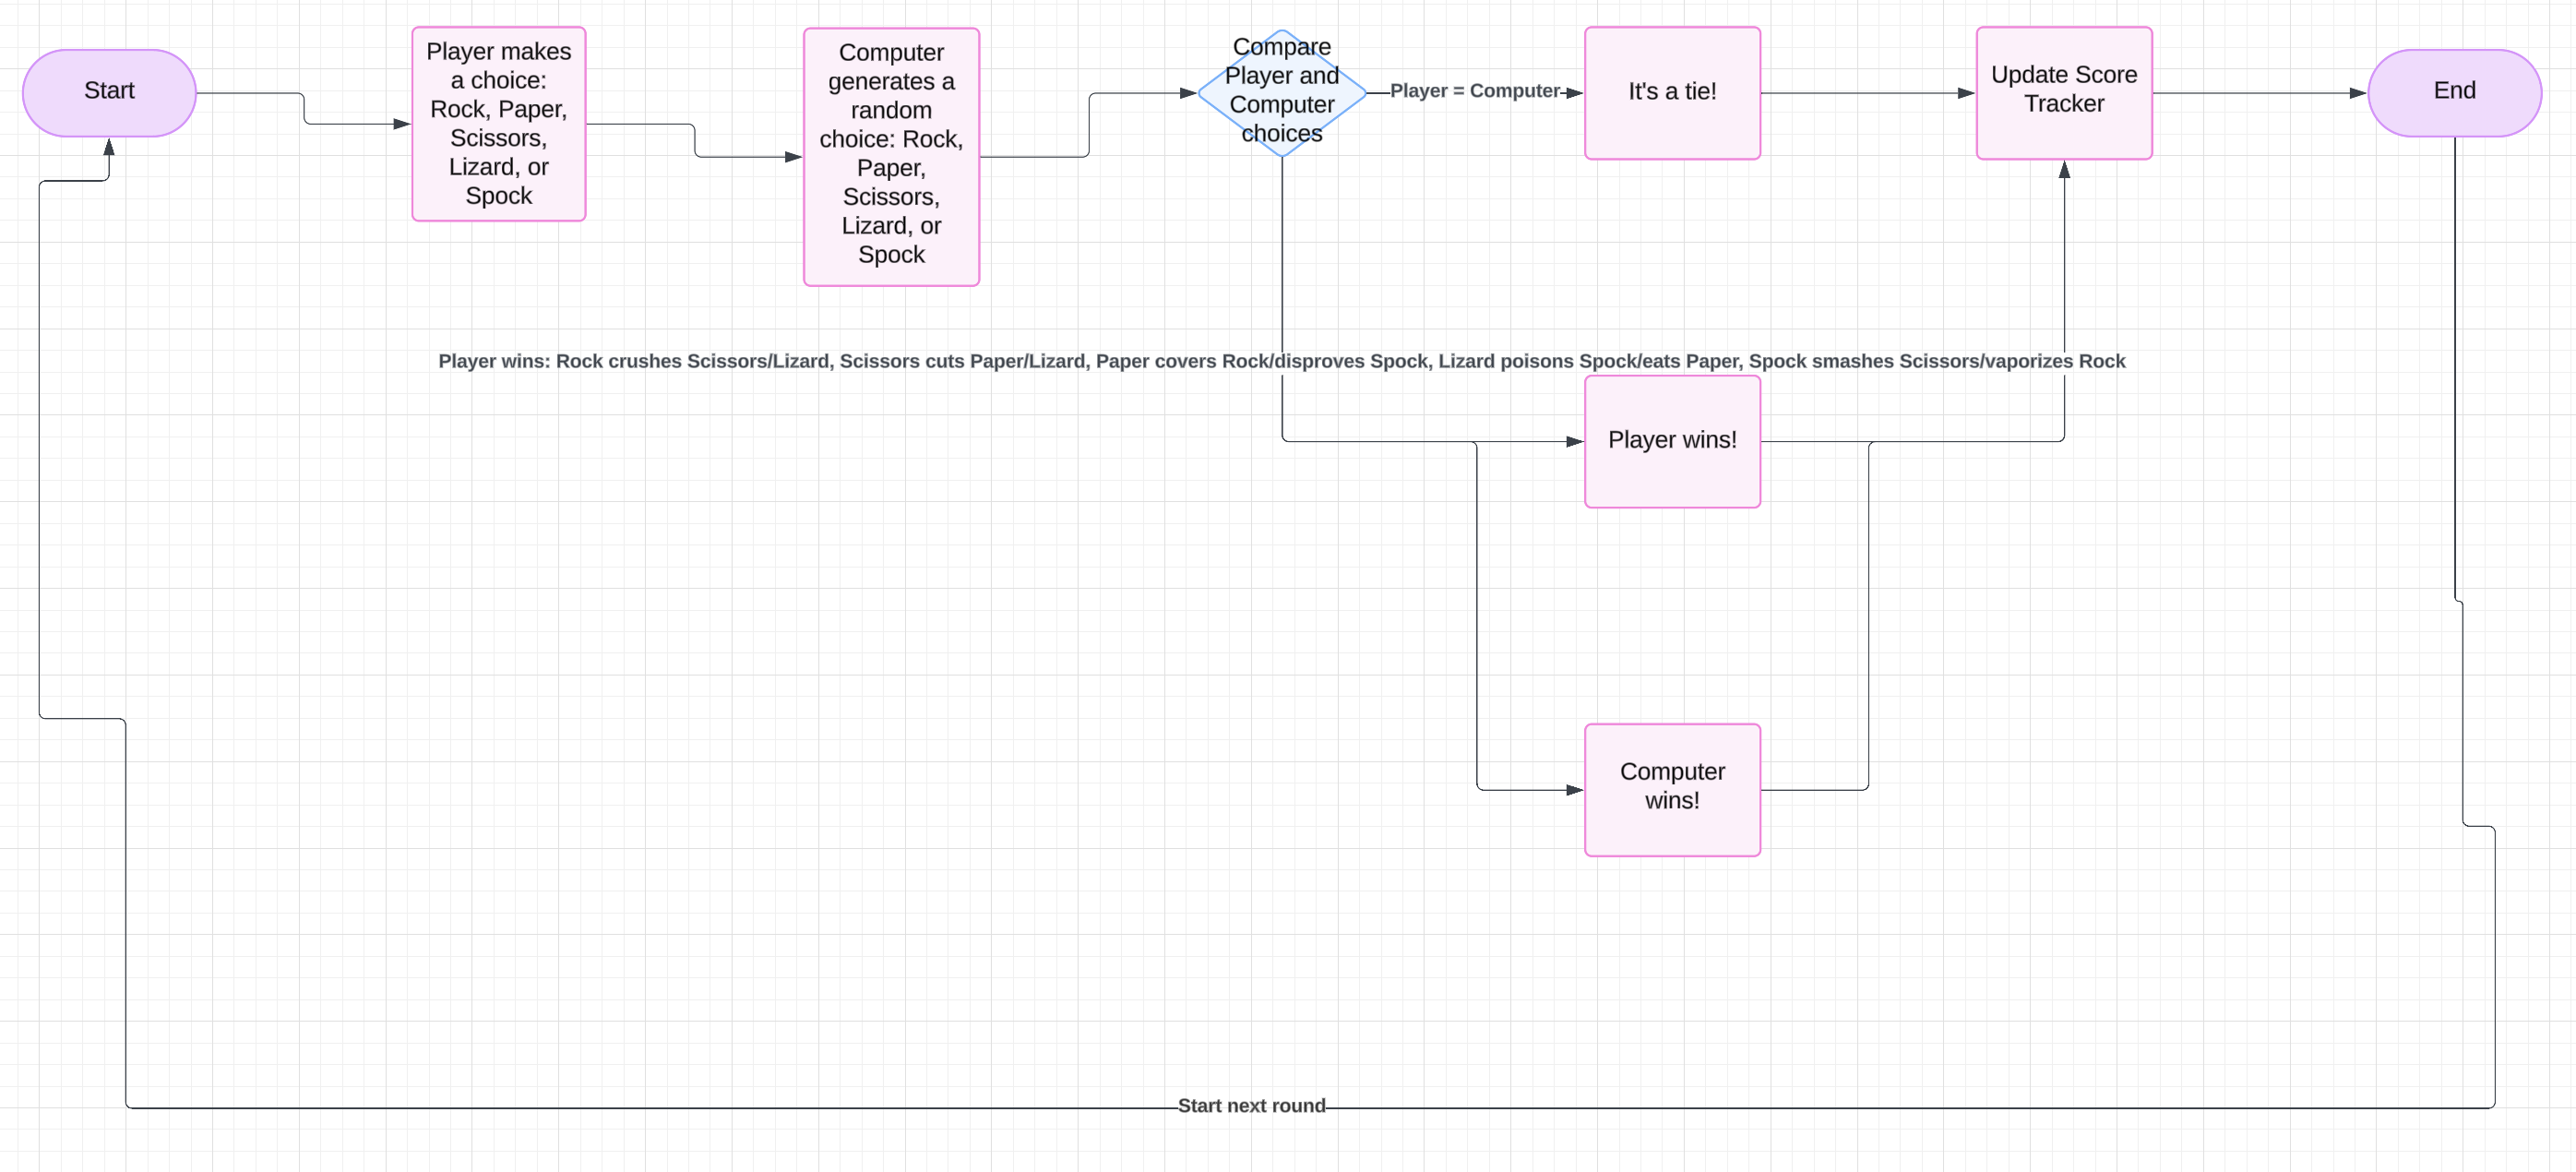 Start
Player makes
a choice:
Rock, Paper,
Scissors,
Lizard, or
Spock
Computer
generates a
random
choice: Rock,
Paper,
Scissors,
Lizard, or
Spock
Compare
Player and
Computer
choices
Player = Computer
It's a tie!
Update Score
Tracker
End
Player wins: Rock crushes Scissors/Lizard, Scissors cuts Paper/Lizard, Paper covers Rock/disproves Spock, Lizard poisons Spock/eats Paper, Spock smashes Scissors/vaporizes Rock
Player wins!
Computer
wins!
Start next round